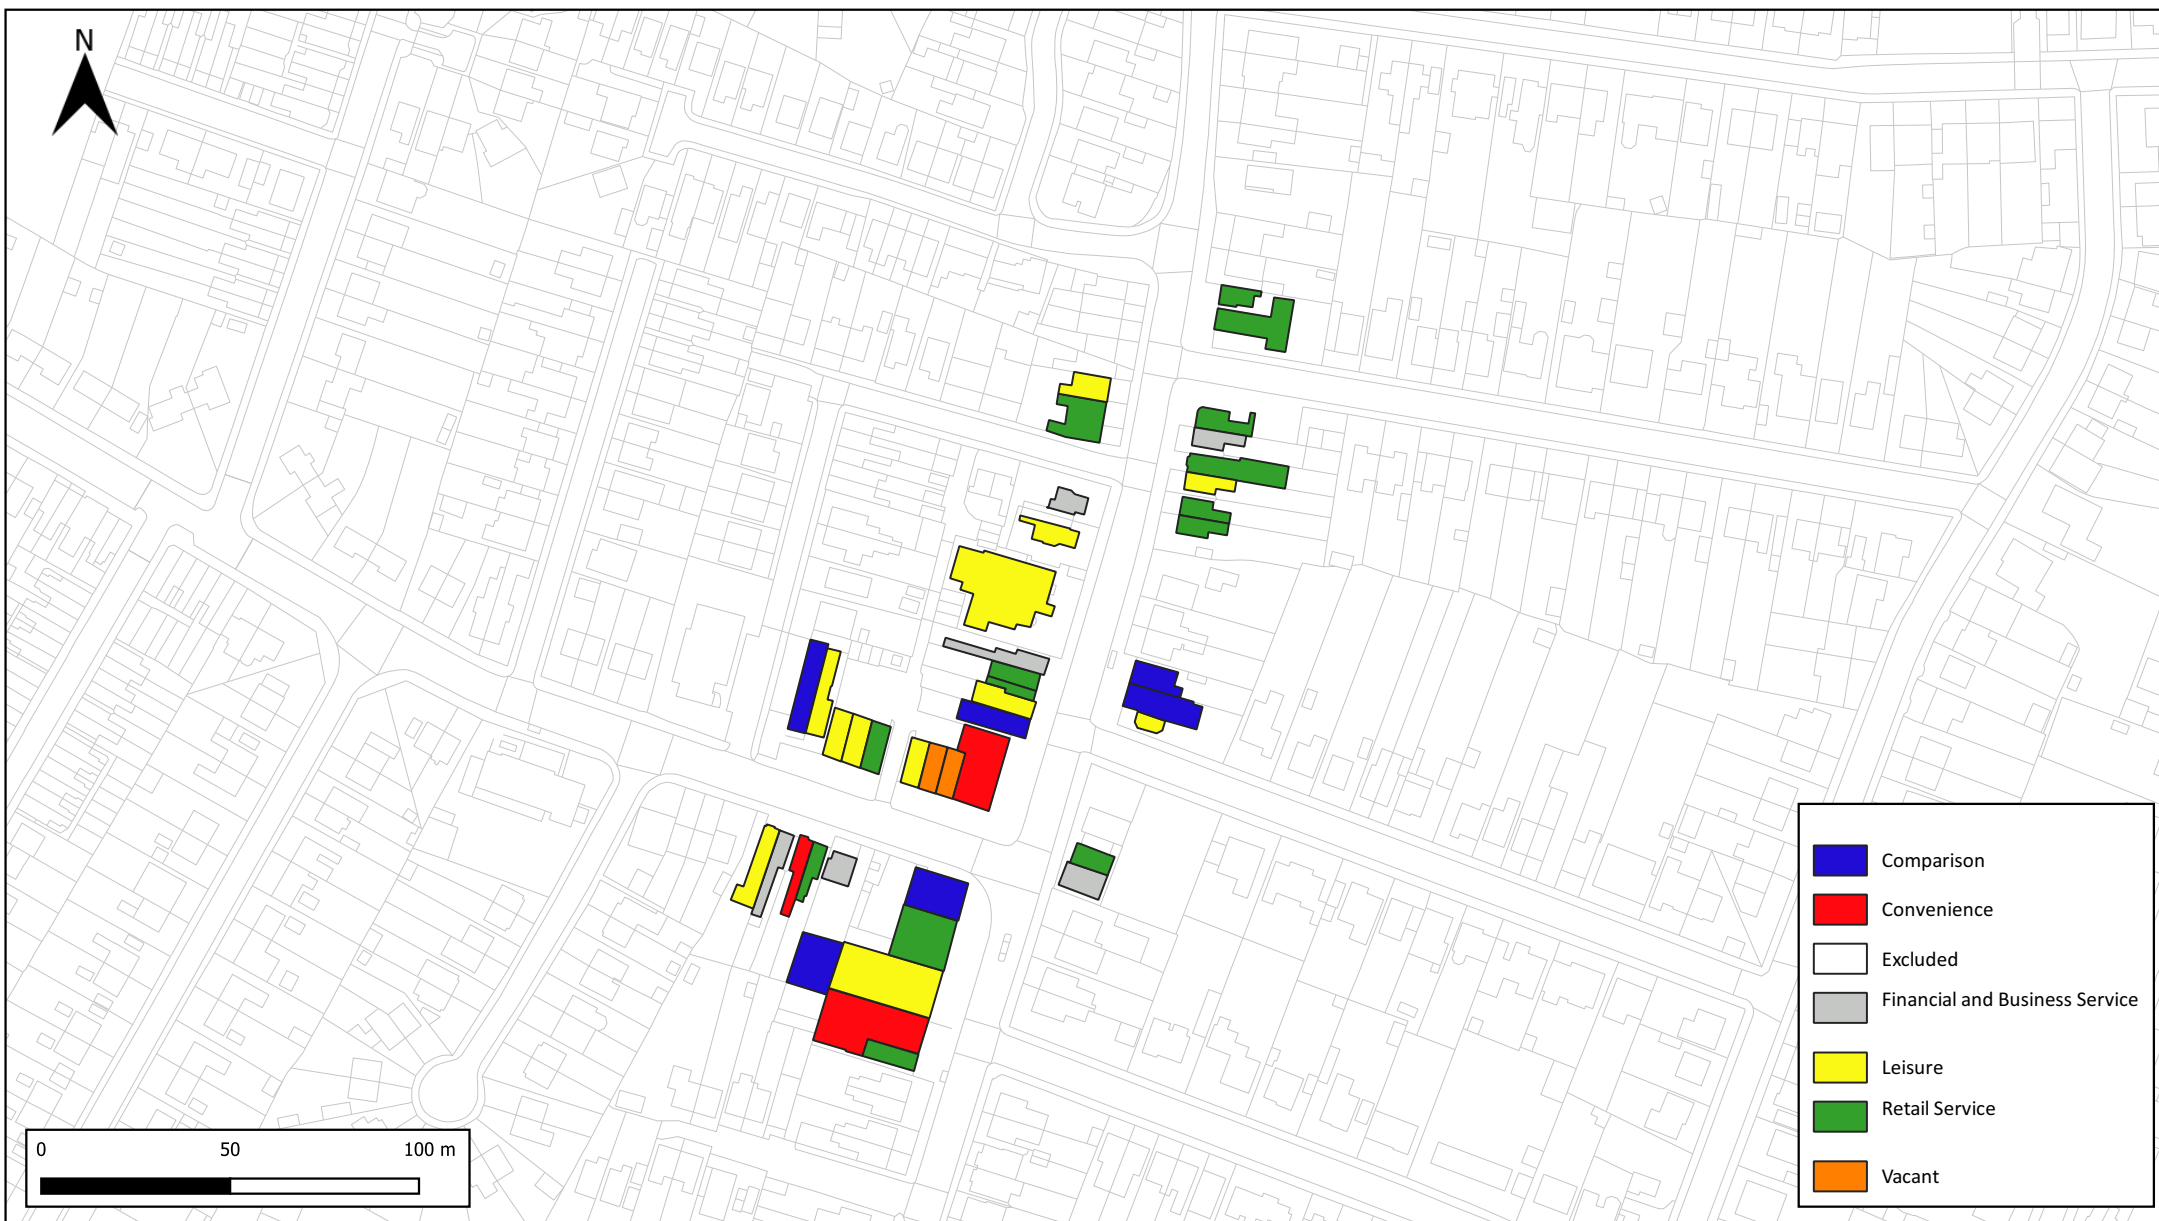 N
Comparison
Convenience
Excluded
Financial and Business Service
Leisure
Retail Service
Vacant
0 50 100 m